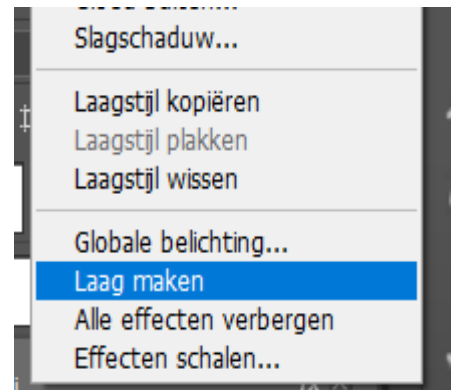 Slagschaduw...
Laagstijl kopiëren
Laagstijl plakken
Laagstijl wissen
Globale belichting...
Laag maken
Alle effecten verbergen
Effecten schalen...